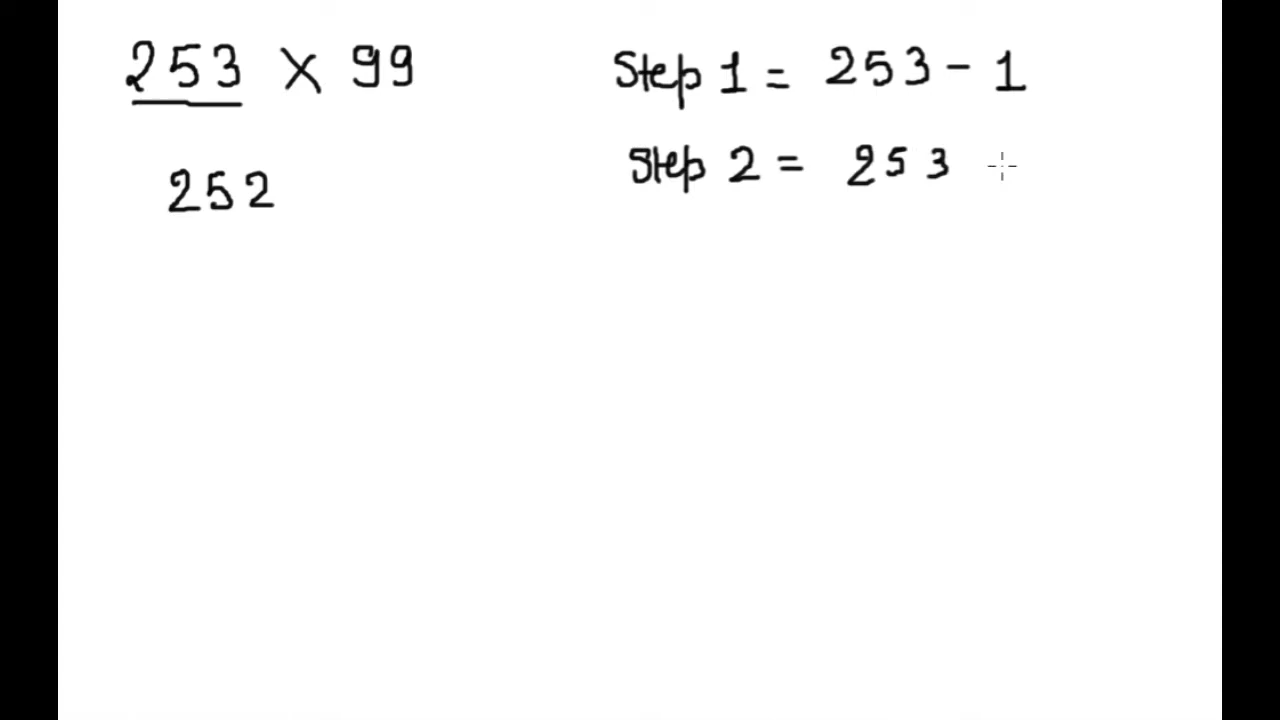 253 × 99
Step 1 = 253 - 1
Step 2 = 253
252